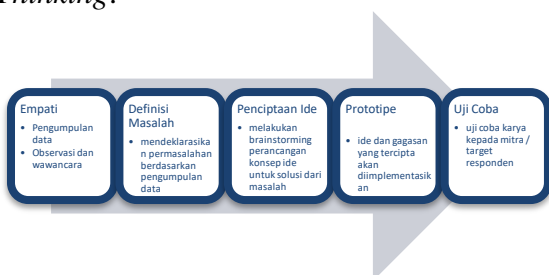 Thinking.
Empati
• Pengumpulan
data
• Observasi dan
wawancara
Definisi
Masalah
• mendeklarasika
n permasalahan
berdasarkan
pengumpulan
data
Penciptaan Ide
• melakukan
brainstorming
perancangan
konsep ide
untuk solusi dari
masalah
Prototipe
• ide dan gagasan
yang tercipta
akan
diimplementasik
an
Uji Coba
• uji coba karya
kepada mitra /
target
responden